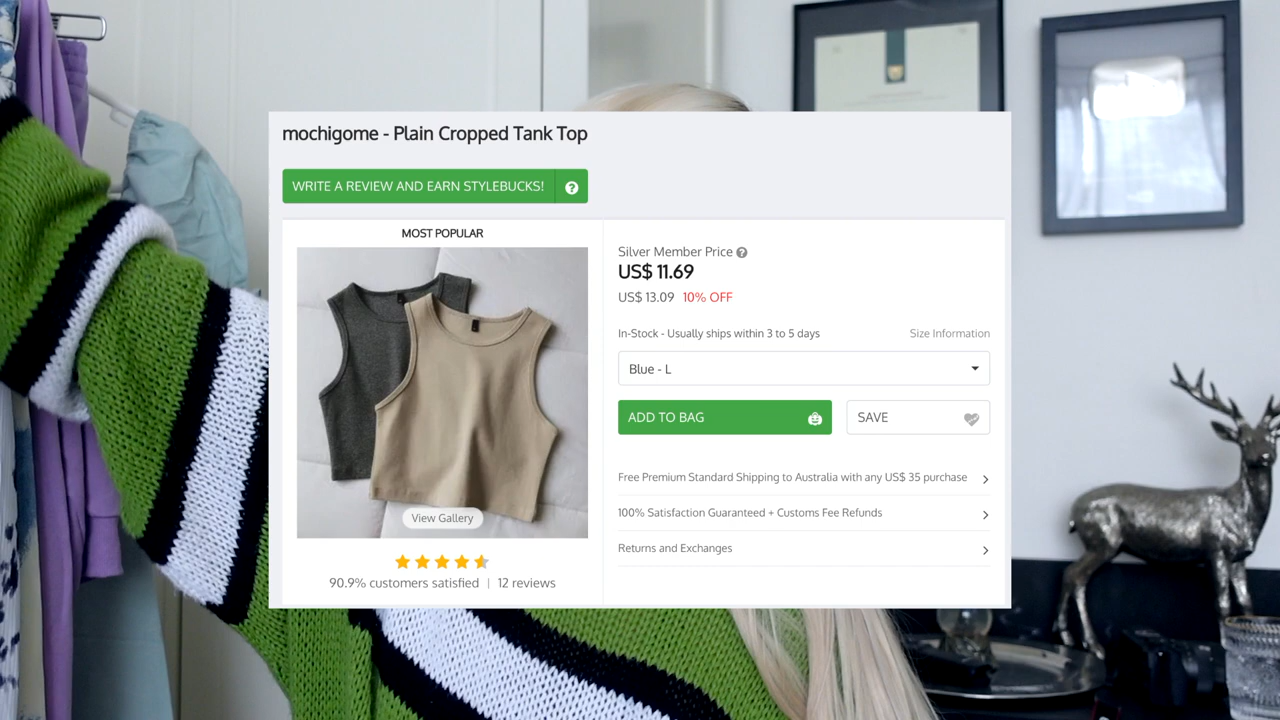 mochigome - Plain Cropped Tank Top
WRITE A REVIEW AND EARN STYLEBUCKS!
?
MOST POPULAR
View Gallery
90.9% customers satisfied | 12 reviews
Silver Member Price ?
US$ 11.69
US$ 13.09 10% OFF
In-Stock - Usually ships within 3 to 5 days
Size Information
Blue - L
ADD TO BAG
SAVE
Free Premium Standard Shipping to Australia with any US$ 35 purchase
100% Satisfaction Guaranteed + Customs Fee Refunds
Returns and Exchanges